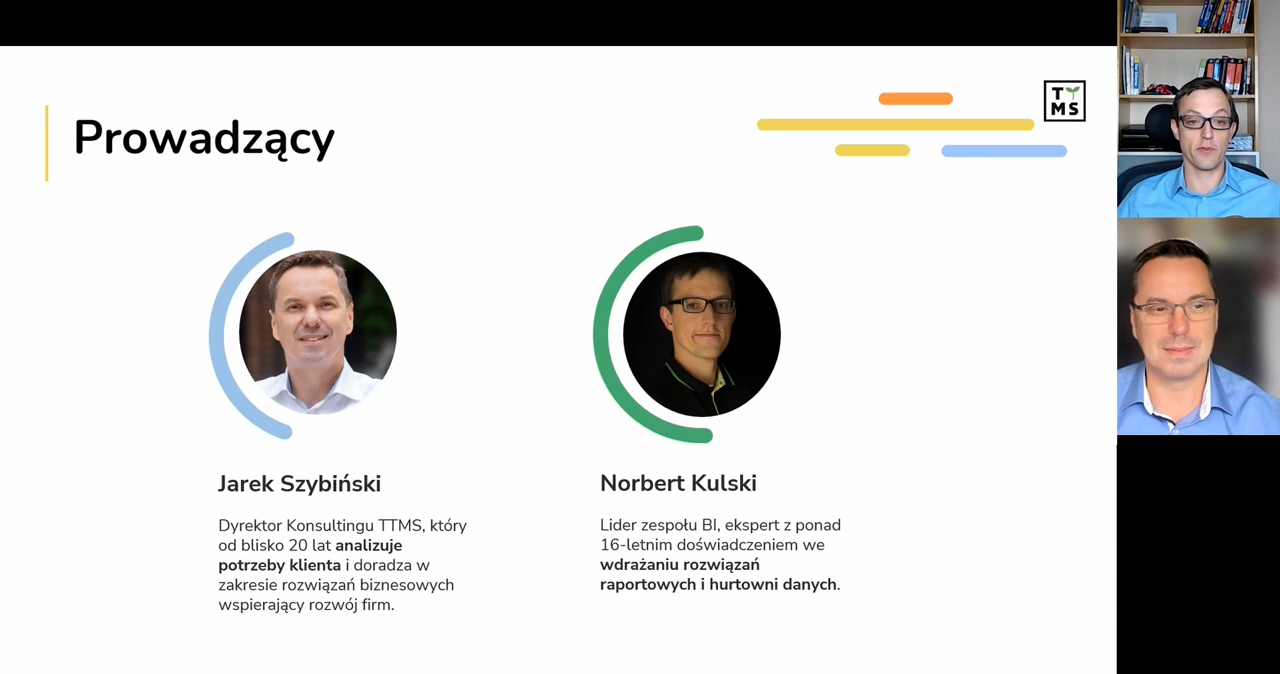 Prowadzący
T
MS
Jarek Szybiński
Dyrektor Konsultingu TTMS, który
od blisko 20 lat analizuje
potrzeby klienta i doradza w
zakresie rozwiązań biznesowych
wspierający rozwój firm.
Norbert Kulski
Lider zespołu BI, ekspert z ponad
16-letnim doświadczeniem we
wdrażaniu rozwiązań
raportowych i hurtowni danych.